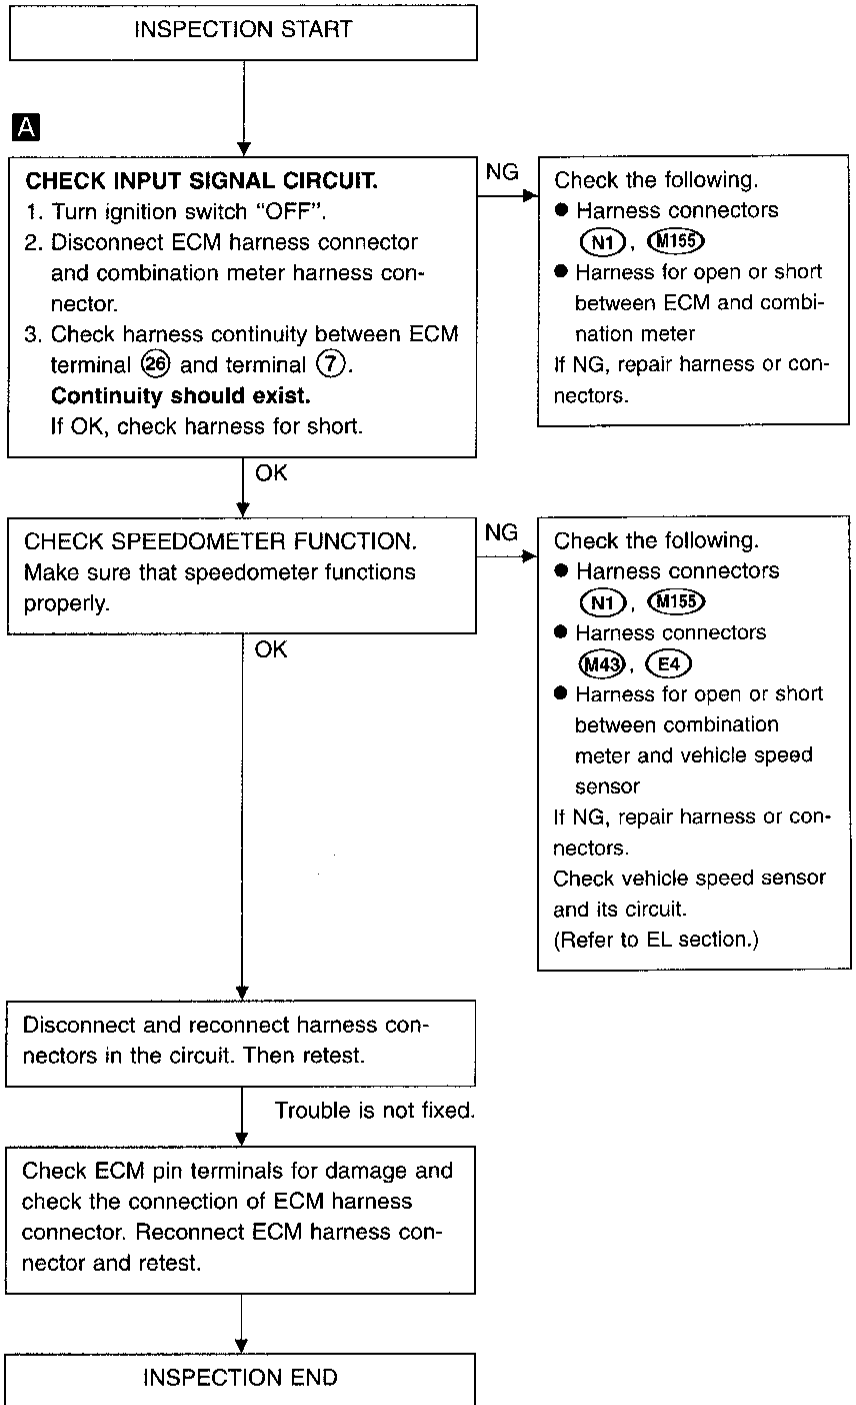 INSPECTION START
A
CHECK INPUT SIGNAL CIRCUIT.
1. Turn ignition switch “OFF”.
2. Disconnect ECM harness connector
and combination meter harness con-
nector.
3. Check harness continuity between ECM
terminal 26 and terminal 7.
Continuity should exist.
If OK, check harness for short.
NG
Check the following.
● Harness connectors
N1, M155
● Harness for open or short
between ECM and combi-
nation meter
If NG, repair harness or con-
nectors.
OK
CHECK SPEEDOMETER FUNCTION.
Make sure that speedometer functions
properly.
NG
Check the following.
● Harness connectors
N1, M155
● Harness connectors
M43, E4
● Harness for open or short
between combination
meter and vehicle speed
sensor
If NG, repair harness or con-
nectors.
Check vehicle speed sensor
and its circuit.
(Refer to EL section.)
OK
Disconnect and reconnect harness con-
nectors in the circuit. Then retest.
Trouble is not fixed.
Check ECM pin terminals for damage and
check the connection of ECM harness
connector. Reconnect ECM harness con-
nector and retest.
INSPECTION END